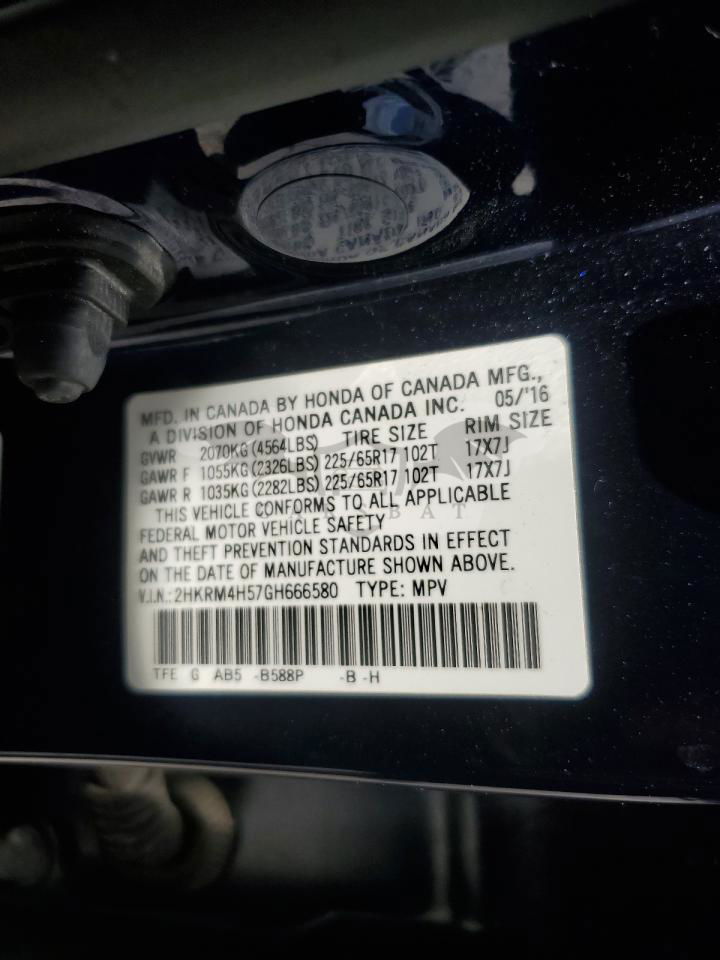 MFD. IN CANADA BY HONDA OF CANADA MFG.,
A DIVISION OF HONDA CANADA INC. 05/'16
GVWR 2070KG(4564LBS) TIRE SIZE RIM SIZE
GAWR F 1055KG(2326LBS) 225/65R17 102T 17X7J
GAWR R 1035KG(2282LBS) 225/65R17 102T 17X7J
THIS VEHICLE CONFORMS TO ALL APPLICABLE
FEDERAL MOTOR VEHICLE SAFETY
AND THEFT PREVENTION STANDARDS IN EFFECT
ON THE DATE OF MANUFACTURE SHOWN ABOVE.
V.I.N.:2HKRM4H57GH666580 TYPE: MPV
TFE G AB5 -B588P -B -H